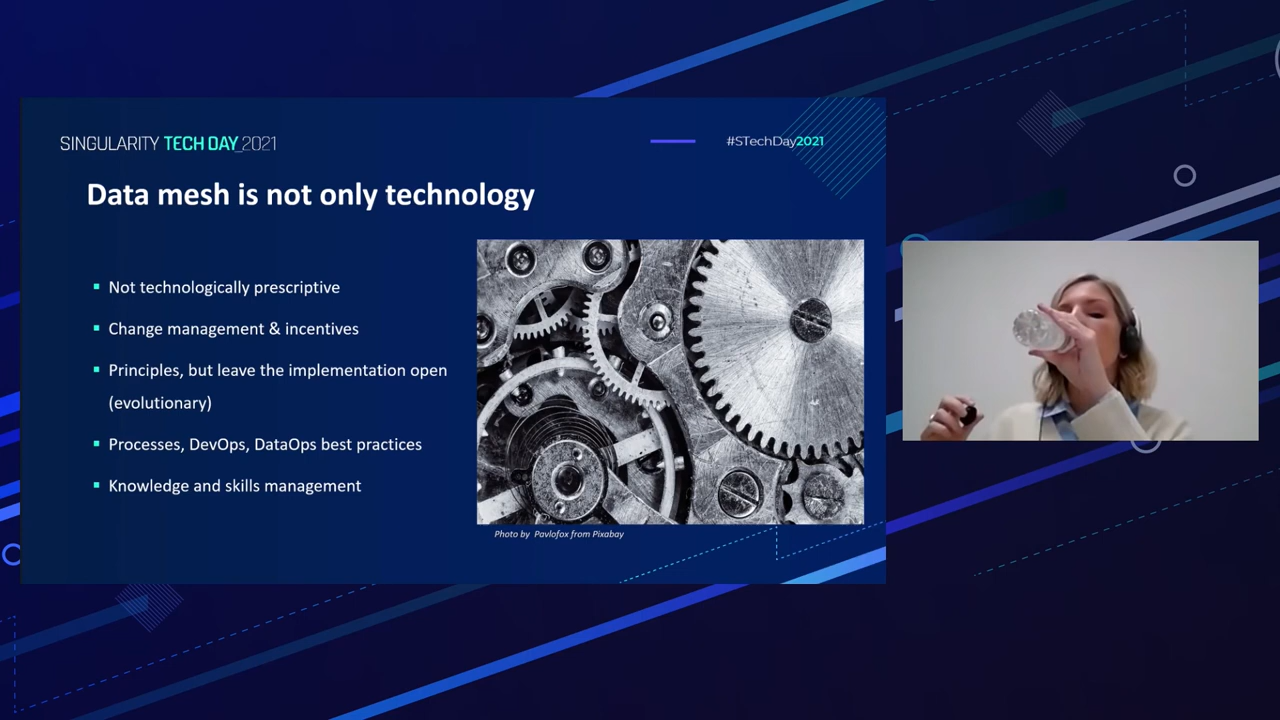 SINGULARITY TECH DAY_2021
#STechDay2021
Data mesh is not only technology
Not technologically prescriptive
Change management & incentives
Principles, but leave the implementation open
(evolutionary)
Processes, DevOps, DataOps best practices
Knowledge and skills management
Photo by Pavlofox from Pixabay